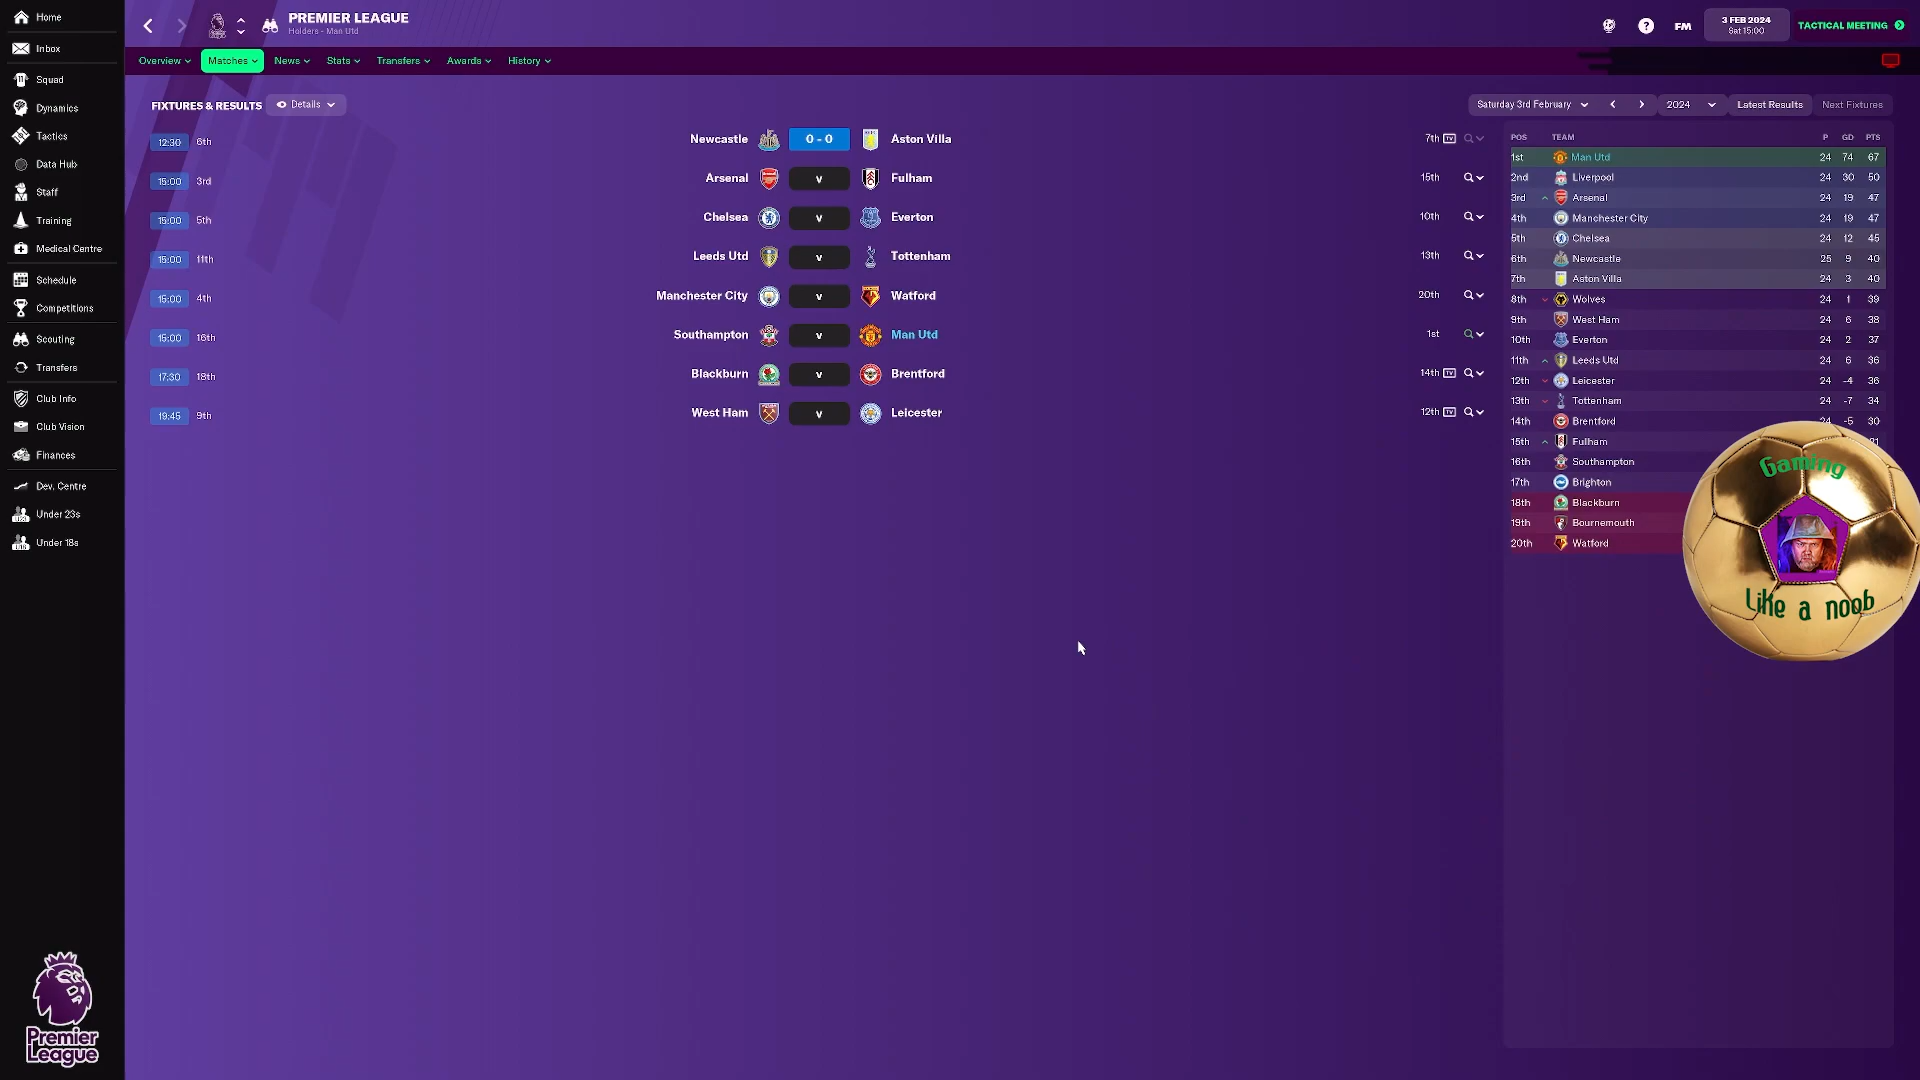 Home
Inbox
Squad
Dynamics
Tactics
Data Hub
Staff
Training
Medical Centre
Schedule
Competitions
Scouting
Transfers
Club Info
Club Vision
Finances
Dev. Centre
Under 23s
Under 18s
Premier League
PREMIER LEAGUE
Holders - Man Utd
FM
3 FEB 2024
Sat 15:00
TACTICAL MEETING
Overview Matches News Stats Transfers Awards History
FIXTURES & RESULTS Details
Saturday 3rd February 2024 Latest Results Next Fixtures
12:30 6th Newcastle 0 - 0 Aston Villa 7th TV
15:00 3rd Arsenal v Fulham 15th
15:00 5th Chelsea v Everton 10th
15:00 11th Leeds Utd v Tottenham 13th
15:00 4th Manchester City v Watford 20th
15:00 16th Southampton v Man Utd 1st
17:30 18th Blackburn v Brentford 14th TV
19:45 9th West Ham v Leicester 12th TV
POS TEAM P GD PTS
1st Man Utd 24 74 67
2nd Liverpool 24 30 50
3rd Arsenal 24 19 47
4th Manchester City 24 19 47
5th Chelsea 24 12 45
6th Newcastle 25 9 40
7th Aston Villa 24 3 40
8th Wolves 24 1 39
9th West Ham 24 6 38
10th Everton 24 2 37
11th Leeds Utd 24 6 36
12th Leicester 24 -4 36
13th Tottenham 24 -7 34
14th Brentford 24 -5 30
15th Fulham
16th Southampton
17th Brighton
18th Blackburn
19th Bournemouth
20th Watford
Gaming
Like a noob